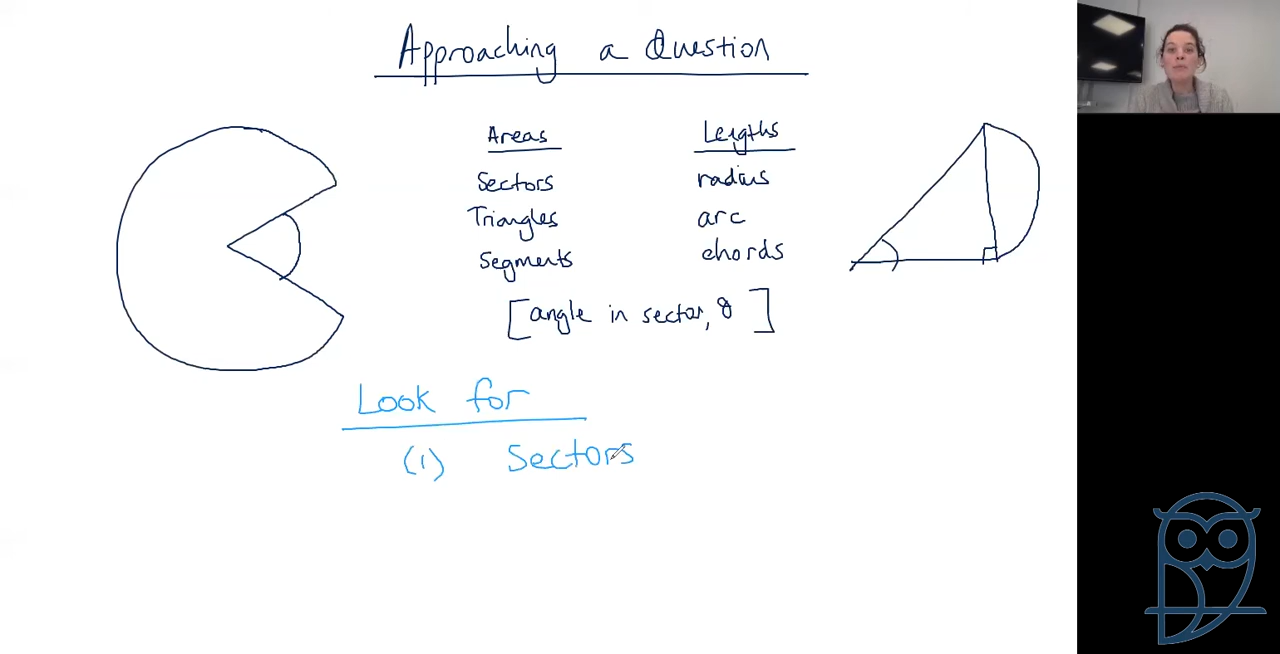 Approaching a Question
Areas
Sectors
Triangles
Segments
Lengths
radius
arc
chords
[angle in sector, θ]
Look for
(1) Sectors